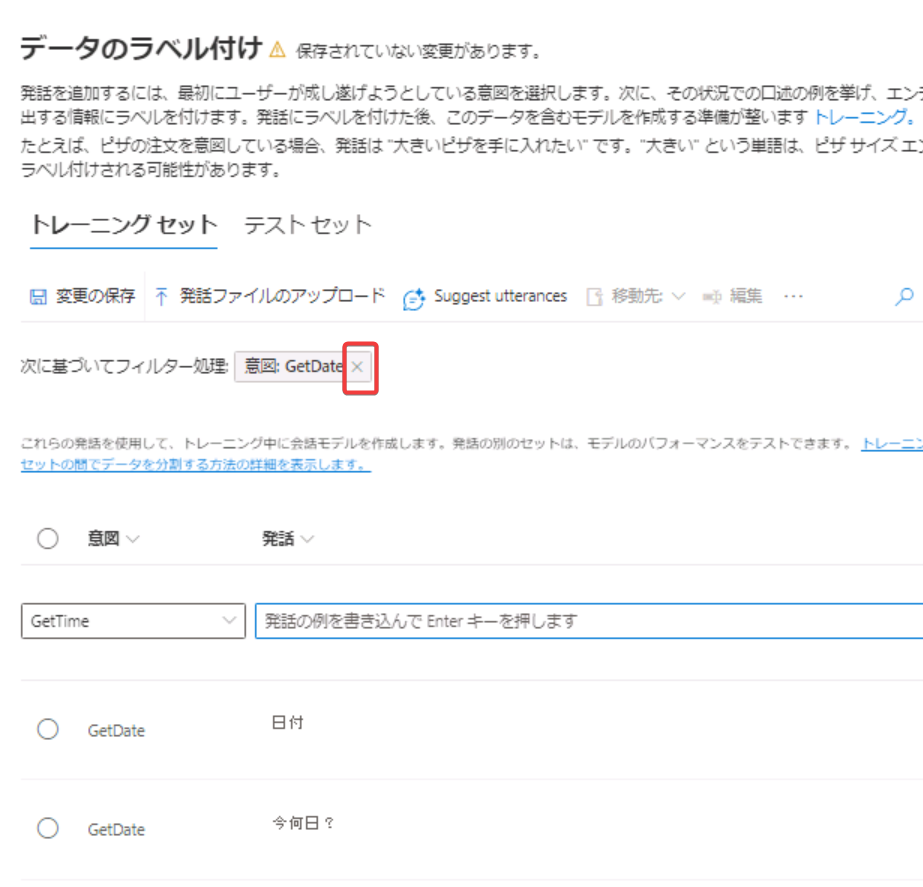 データのラベル付け 保存されていない変更があります。
発話を追加するには、最初にユーザーが成し遂げようとしている意図を選択します。次に、その状況での口述の例を挙げ、エン
出する情報にラベルを付けます。発話にラベルを付けた後、このデータを含むモデルを作成する準備が整います トレーニング。
たとえば、ピザの注文を意図している場合、発話は "大きいピザを手に入れたい" です。"大きい" という単語は、ピザ サイズ エン
ラベル付けされる可能性があります。
トレーニング セット テスト セット
変更の保存 発話ファイルのアップロード Suggest utterances 移動先: 編集 ...
次に基づいてフィルター処理: 意図: GetDate ×
これらの発話を使用して、トレーニング中に会話モデルを作成します。発話の別のセットは、モデルのパフォーマンスをテストできます。 トレーニン
セットの間でデータを分割する方法の詳細を表示します。
意図 発話
GetTime 発話の例を書き込んで Enter キーを押します
GetDate 日付
GetDate 今何日？